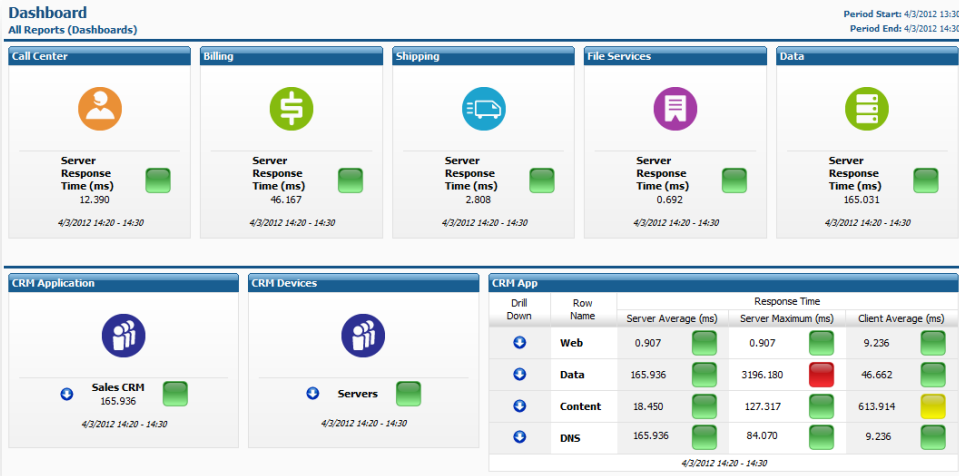 Dashboard
All Reports (Dashboards)
Period Start: 4/3/2012 13:30
Period End: 4/3/2012 14:30
Call Center
Server
Response
Time (ms)
12.390
4/3/2012 14:20 - 14:30
Billing
Server
Response
Time (ms)
46.167
4/3/2012 14:20 - 14:30
Shipping
Server
Response
Time (ms)
2.808
4/3/2012 14:20 - 14:30
File Services
Server
Response
Time (ms)
0.692
4/3/2012 14:20 - 14:30
Data
Server
Response
Time (ms)
165.031
4/3/2012 14:20 - 14:30
CRM Application
Sales CRM
165.936
4/3/2012 14:20 - 14:30
CRM Devices
Servers
4/3/2012 14:20 - 14:30
CRM App
Drill Down Row Name Response Time
Server Average (ms) Server Maximum (ms) Client Average (ms)
Web 0.907 0.907 9.236
Data 165.936 3196.180 46.662
Content 18.450 127.317 613.914
DNS 165.936 84.070 9.236
4/3/2012 14:20 - 14:30